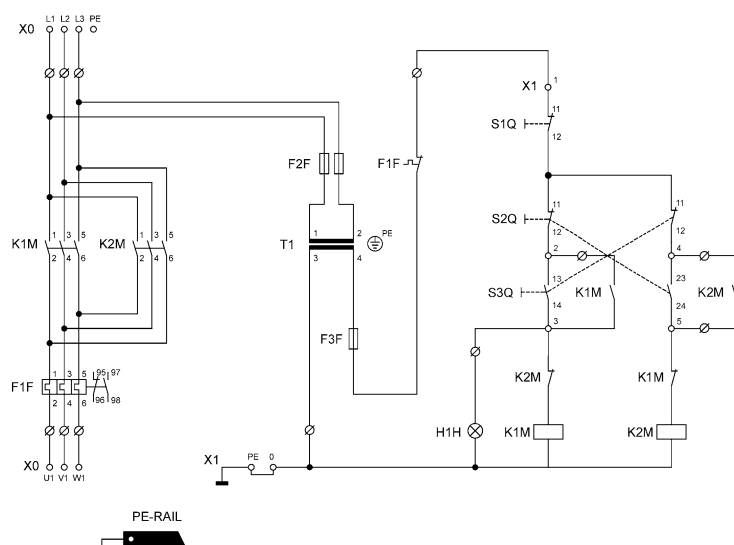 L1 L2 L3 PE
X0
X1 1
11
S1Q
12
F2F F1F
1 3 5
K1M
2 4 6
1 3 5
K2M
2 4 6
1 2
T1 PE
3 4
11 11
S2Q
12 12
2 4
13 23
S3Q K1M K2M
14 24
3 5
F3F
K2M K1M
1 3 5 95 97
F1F
2 4 6 96 98
H1H K1M K2M
X0
U1 V1 W1
X1 PE 0
PE-RAIL